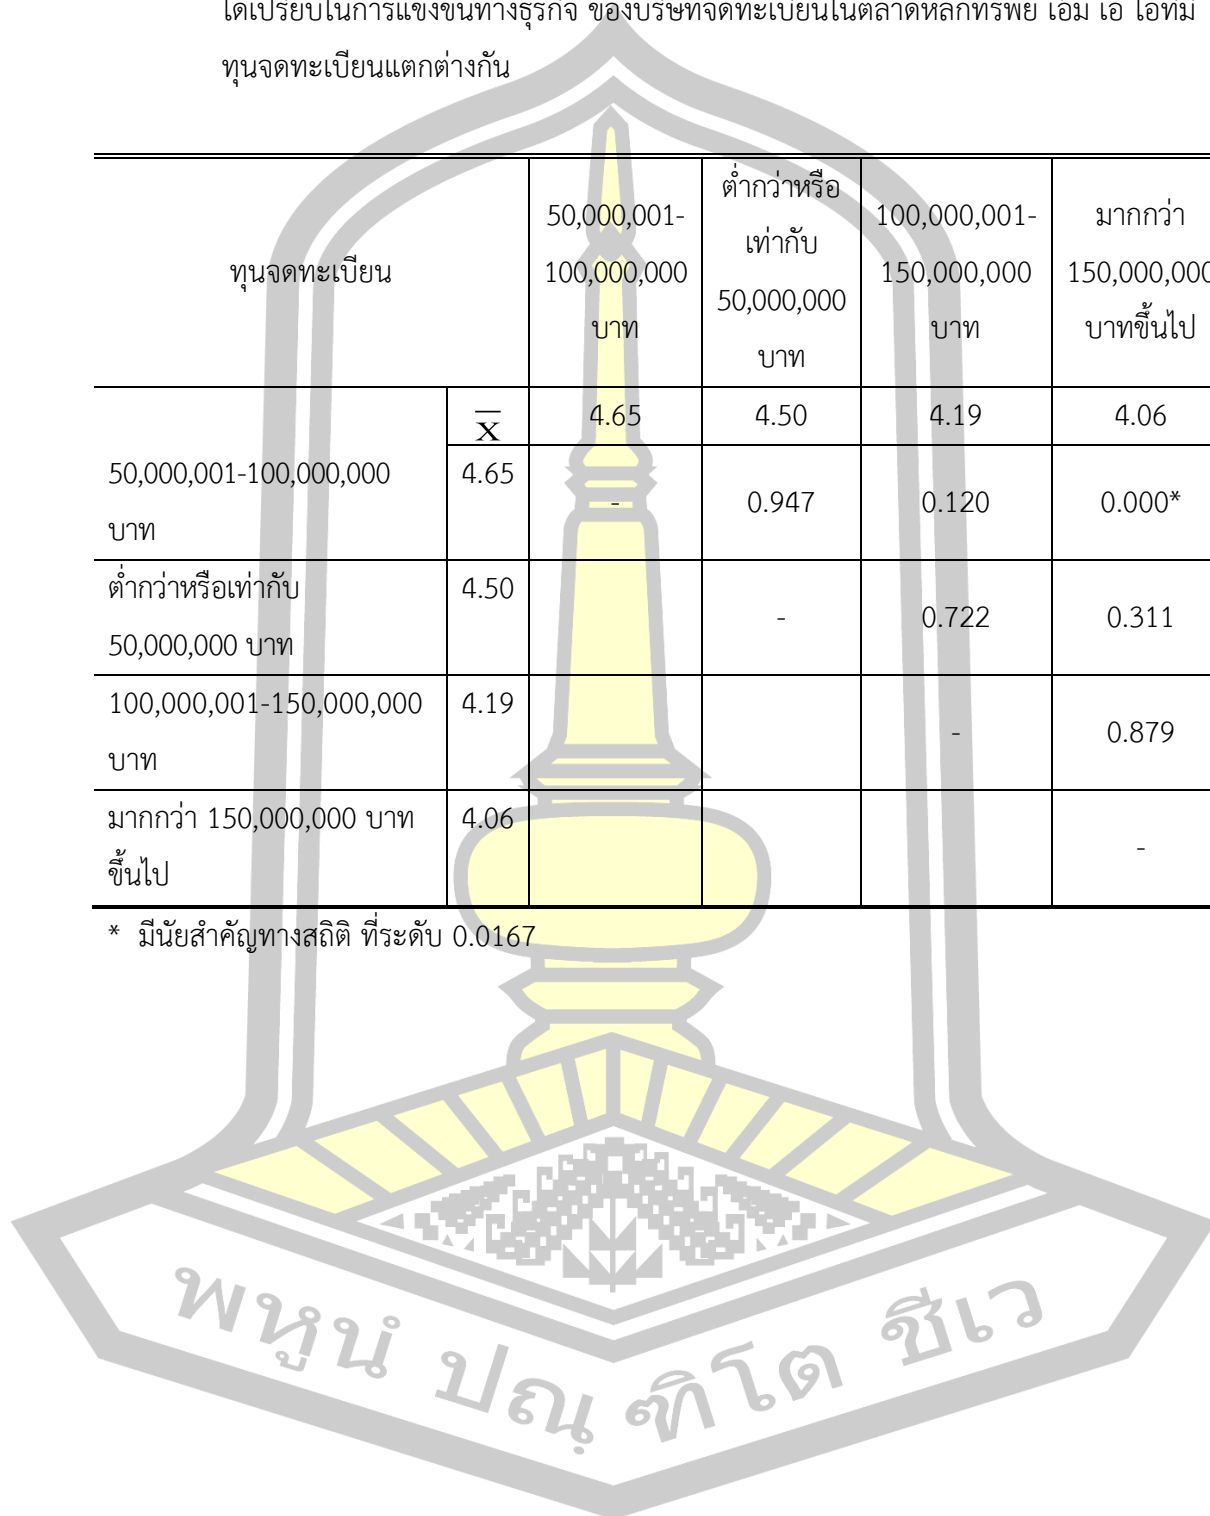 ได้เปรียบในการแข่งขันทางธุรกิจ ของบริษัทจดทะเบียนในตลาดหลักทรัพย์ เอ็ม เอ ไอที่มี
ทุนจดทะเบียนแตกต่างกัน
ทุนจดทะเบียน
50,000,001-
100,000,000
บาท
ต่ำกว่าหรือ
เท่ากับ
50,000,000
บาท
100,000,001-
150,000,000
บาท
มากกว่า
150,000,000
บาทขึ้นไป
X̅ 4.65 4.50 4.19 4.06
50,000,001-100,000,000
บาท
4.65 - 0.947 0.120 0.000*
ต่ำกว่าหรือเท่ากับ
50,000,000 บาท
4.50 - 0.722 0.311
100,000,001-150,000,000
บาท
4.19 - 0.879
มากกว่า 150,000,000 บาท
ขึ้นไป
4.06 -
* มีนัยสำคัญทางสถิติ ที่ระดับ 0.0167
พหูนํ ปณฺฑิโต ชีเว